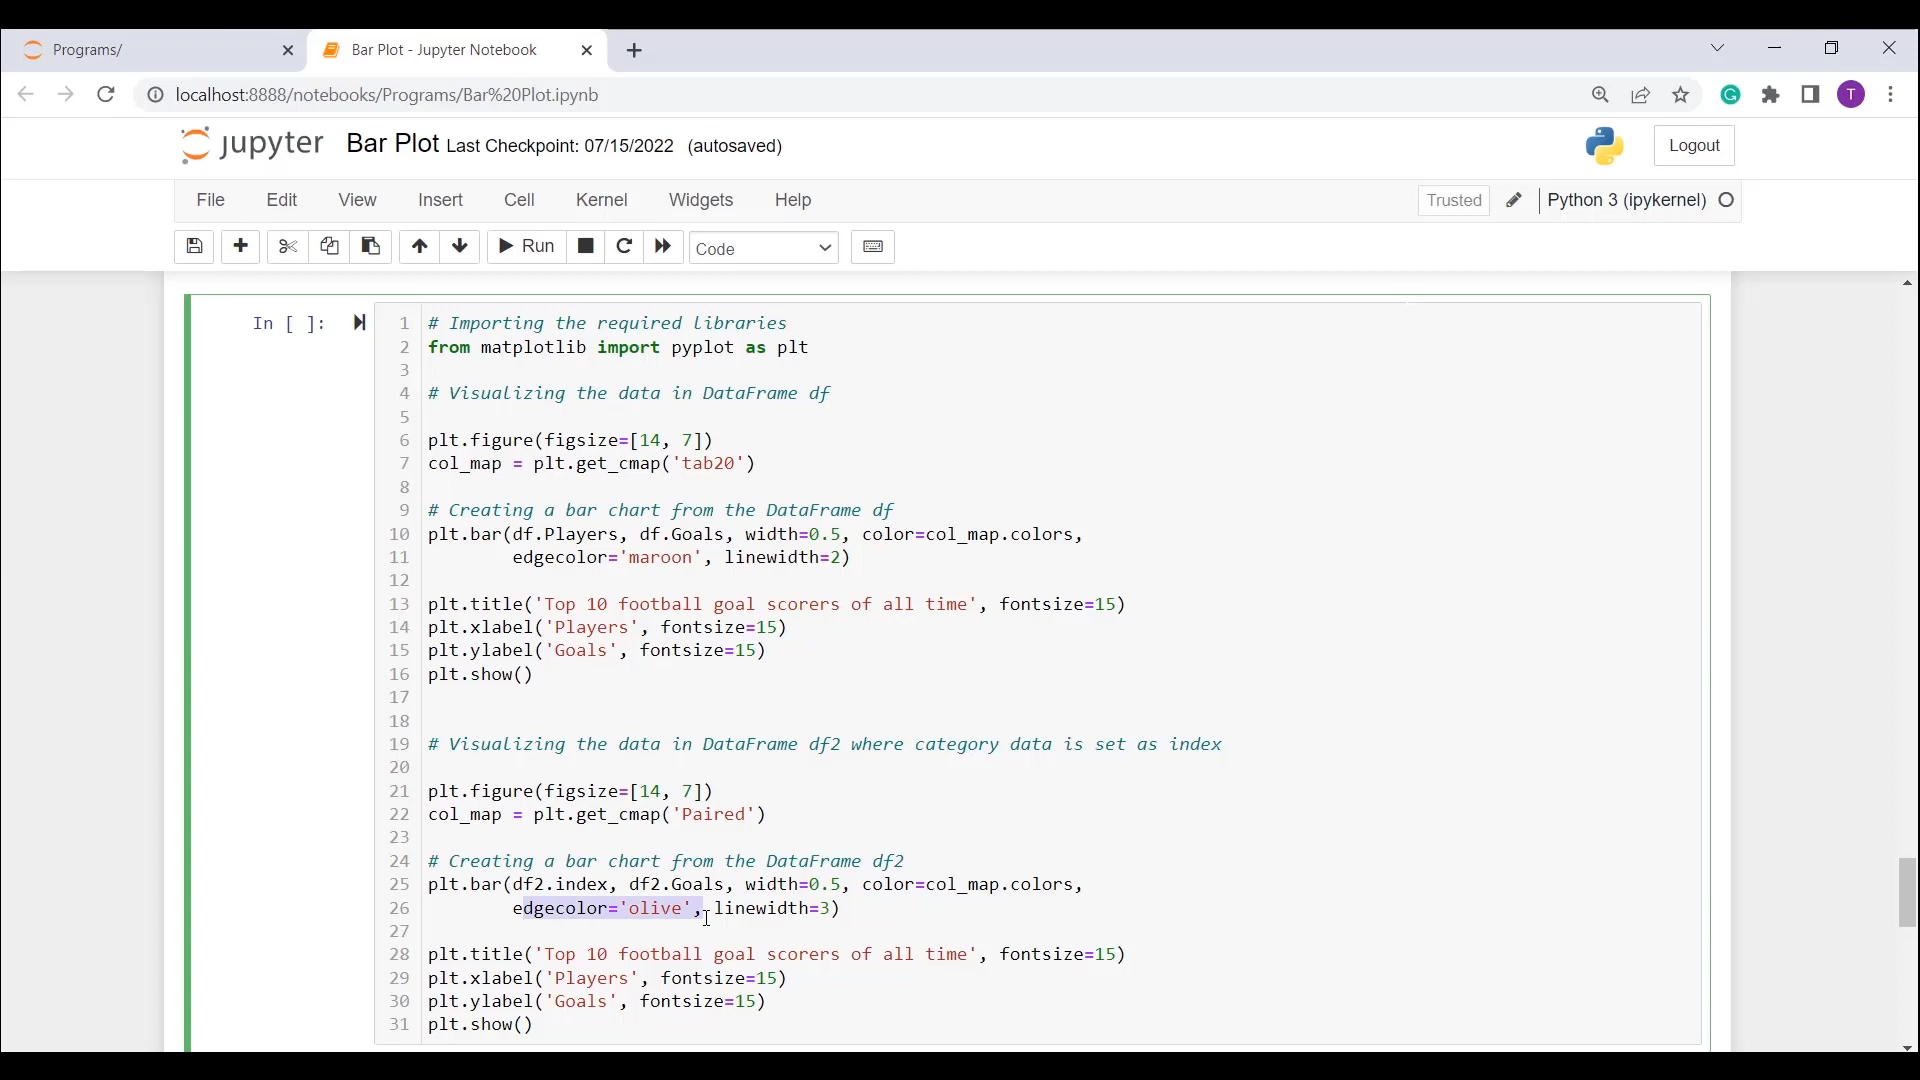 Programs/
Bar Plot - Jupyter Notebook
localhost:8888/notebooks/Programs/Bar%20Plot.ipynb
G
T
jupyter Bar Plot Last Checkpoint: 07/15/2022 (autosaved)
Logout
File Edit View Insert Cell Kernel Widgets Help
Trusted
Python 3 (ipykernel)
Run
Code
In [ ]:
1 # Importing the required libraries
2 from matplotlib import pyplot as plt
3
4 # Visualizing the data in DataFrame df
5
6 plt.figure(figsize=[14, 7])
7 col_map = plt.get_cmap('tab20')
8
9 # Creating a bar chart from the DataFrame df
10 plt.bar(df.Players, df.Goals, width=0.5, color=col_map.colors,
11         edgecolor='maroon', linewidth=2)
12
13 plt.title('Top 10 football goal scorers of all time', fontsize=15)
14 plt.xlabel('Players', fontsize=15)
15 plt.ylabel('Goals', fontsize=15)
16 plt.show()
17
18
19 # Visualizing the data in DataFrame df2 where category data is set as index
20
21 plt.figure(figsize=[14, 7])
22 col_map = plt.get_cmap('Paired')
23
24 # Creating a bar chart from the DataFrame df2
25 plt.bar(df2.index, df2.Goals, width=0.5, color=col_map.colors,
26         edgecolor='olive', linewidth=3)
27
28 plt.title('Top 10 football goal scorers of all time', fontsize=15)
29 plt.xlabel('Players', fontsize=15)
30 plt.ylabel('Goals', fontsize=15)
31 plt.show()